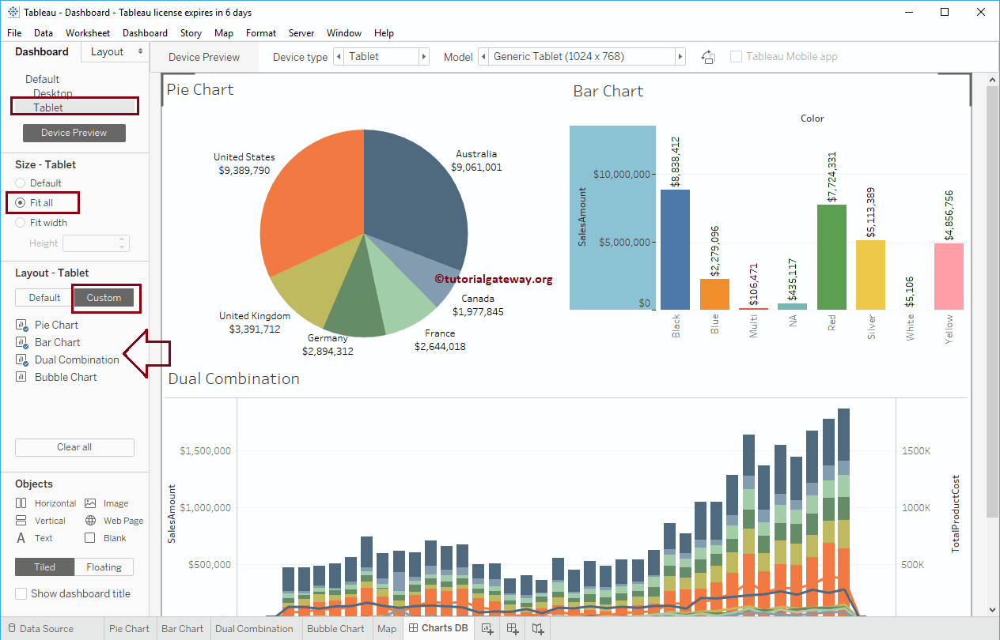 Tableau - Dashboard - Tableau license expires in 6 days
File Data Worksheet Dashboard Story Map Format Server Window Help
Dashboard Layout
Device Preview Device type Tablet Model Generic Tablet (1024 x 768) Tableau Mobile app
Default
Desktop
Tablet
Device Preview
Size - Tablet
Default
Fit all
Fit width
Height
Layout - Tablet
Default Custom
Pie Chart
Bar Chart
Dual Combination
Bubble Chart
Clear all
Objects
Horizontal Image
Vertical Web Page
Text Blank
Tiled Floating
Show dashboard title
Pie Chart
United States
$9,389,790
Australia
$9,061,001
Canada
$1,977,845
France
$2,644,018
Germany
$2,894,312
United Kingdom
$3,391,712
©tutorialgateway.org
Bar Chart
Color
SalesAmount
$10,000,000
$5,000,000
$0
$8,838,412
$2,279,096
$106,471
$435,117
$7,724,331
$5,113,389
$5,106
$4,856,756
Black
Blue
Multi
NA
Red
Silver
White
Yellow
Dual Combination
SalesAmount
$1,500,000
$1,000,000
$500,000
1500K
1000K
500K
TotalProductCost
Data Source Pie Chart Bar Chart Dual Combination Bubble Chart Map Charts DB